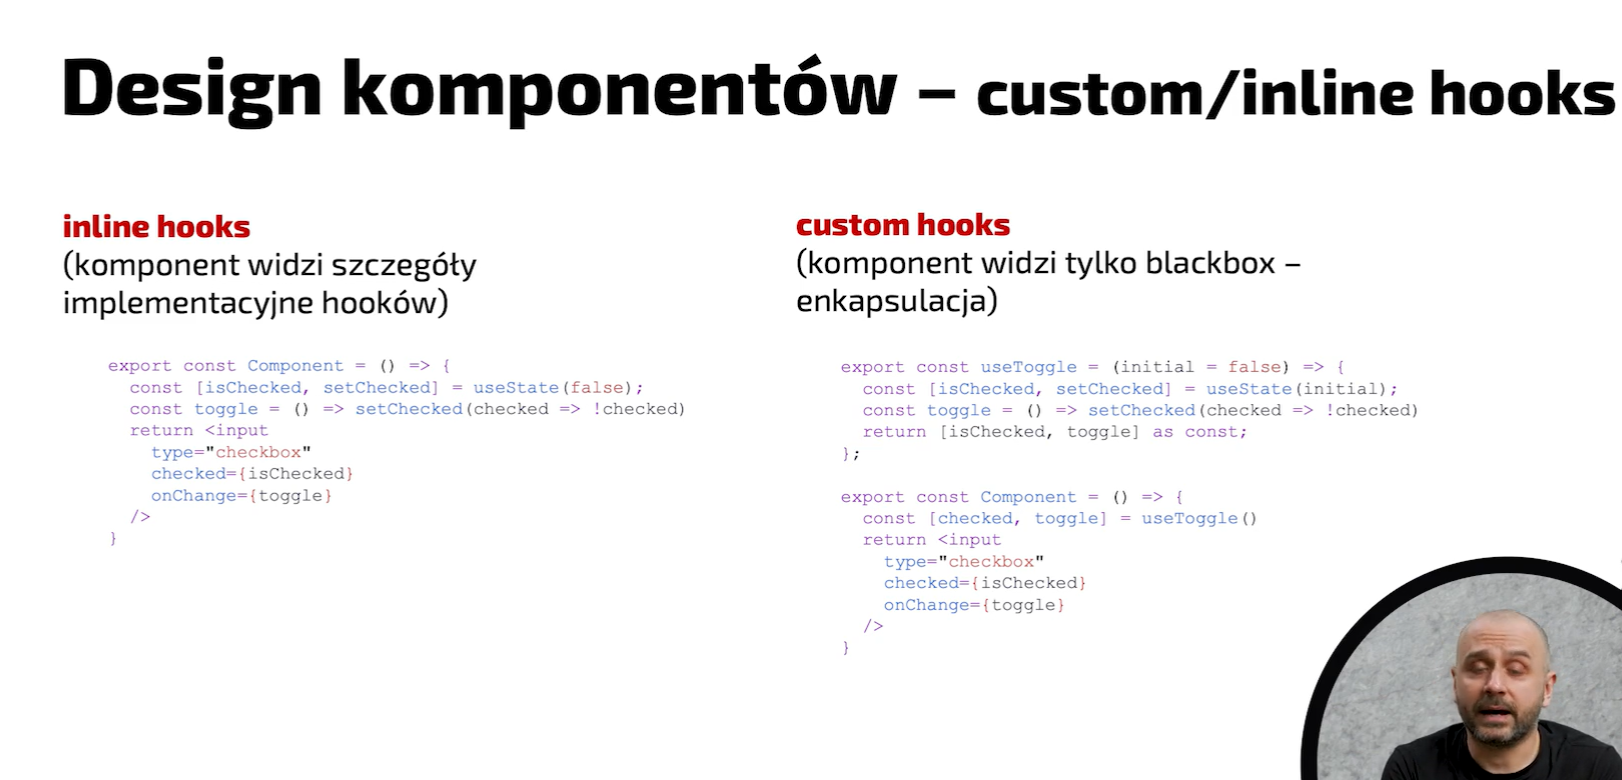 Design komponentów – custom/inline hooks
inline hooks
(komponent widzi szczegóły
implementacyjne hooków)
export const Component = () => {
  const [isChecked, setChecked] = useState(false);
  const toggle = () => setChecked(checked => !checked)
  return <input
    type="checkbox"
    checked={isChecked}
    onChange={toggle}
  />
}
custom hooks
(komponent widzi tylko blackbox –
enkapsulacja)
export const useToggle = (initial = false) => {
  const [isChecked, setChecked] = useState(initial);
  const toggle = () => setChecked(checked => !checked)
  return [isChecked, toggle] as const;
};
export const Component = () => {
  const [checked, toggle] = useToggle()
  return <input
    type="checkbox"
    checked={isChecked}
    onChange={toggle}
  />
}